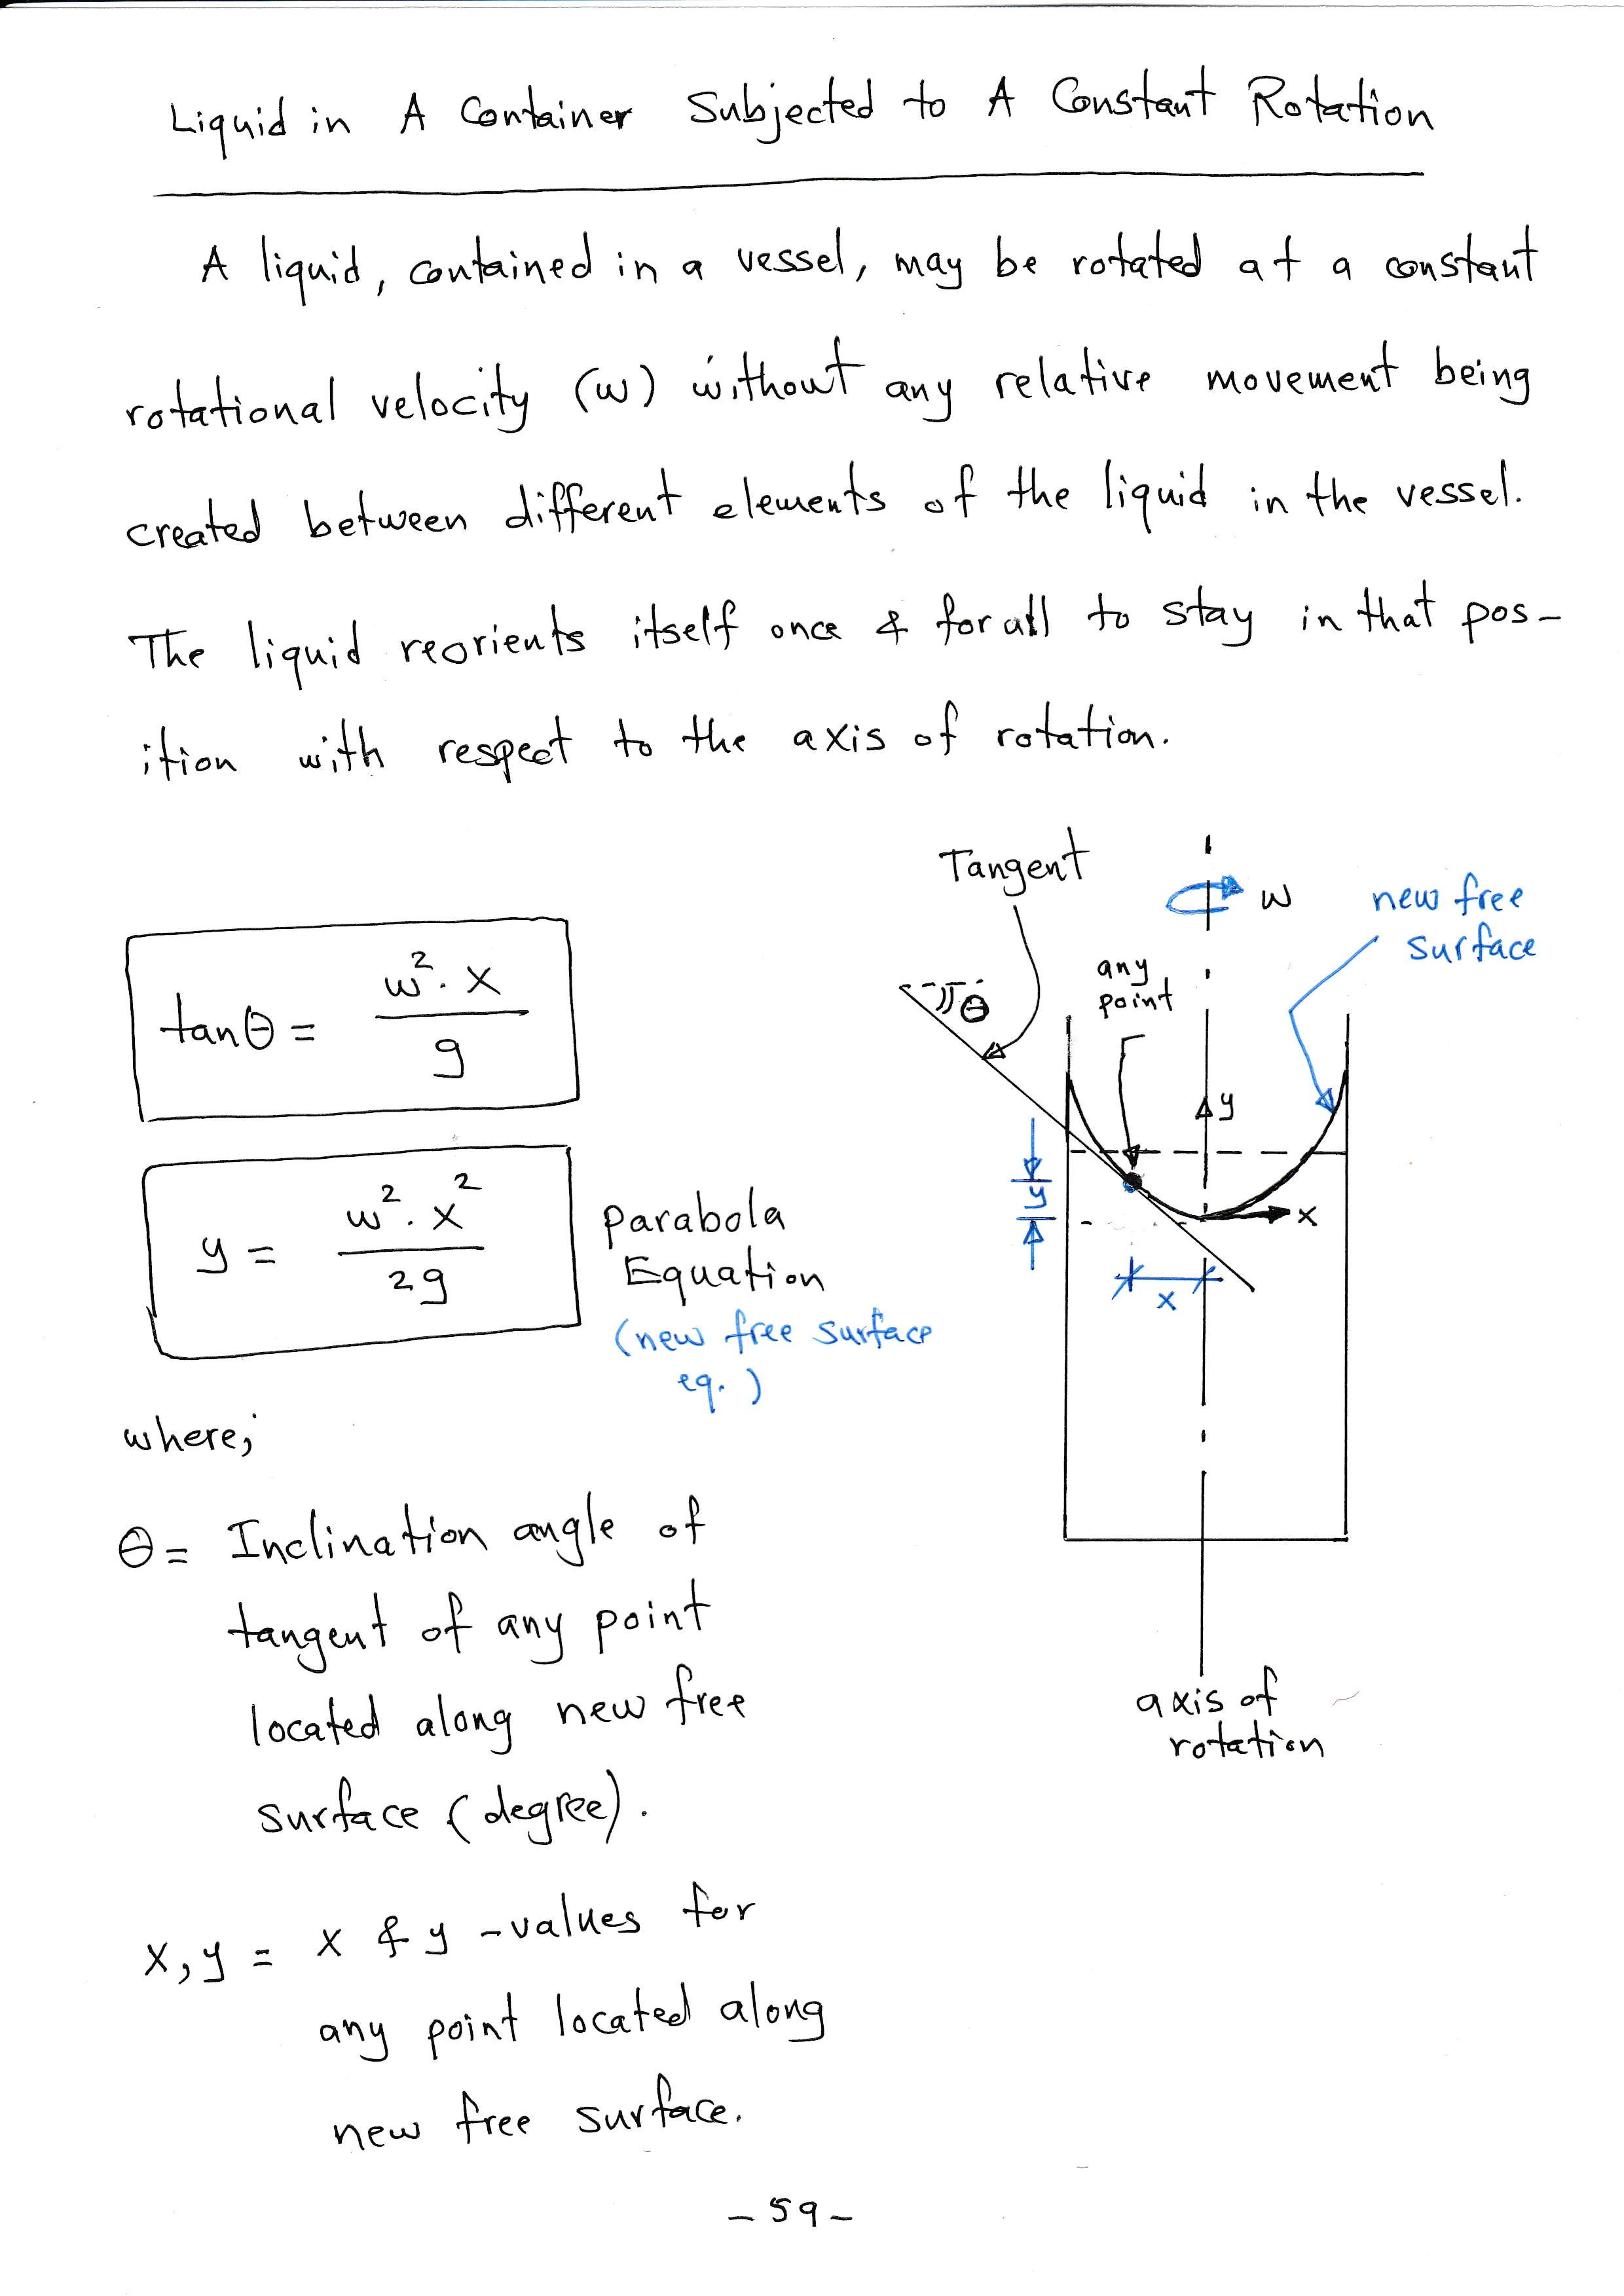 Liquid in A Container Subjected to A Constant Rotation
A liquid, contained in a vessel, may be rotated at a constant
rotational velocity (w) without any relative movement being
created between different elements of the liquid in the vessel.
The liquid reorients itself once & for all to stay in that pos-
ition with respect to the axis of rotation.
tanθ = w². x / g
y = w². x² / 2g
parabola
Equation
(new free surface
eq.)
where;
θ = Inclination angle of
tangent of any point
located along new free
surface (degree).
x, y = x & y - values for
any point located along
new free surface.
Tangent
w
new free
surface
any
point
θ
y
y
x
x
axis of
rotation
- 59 -